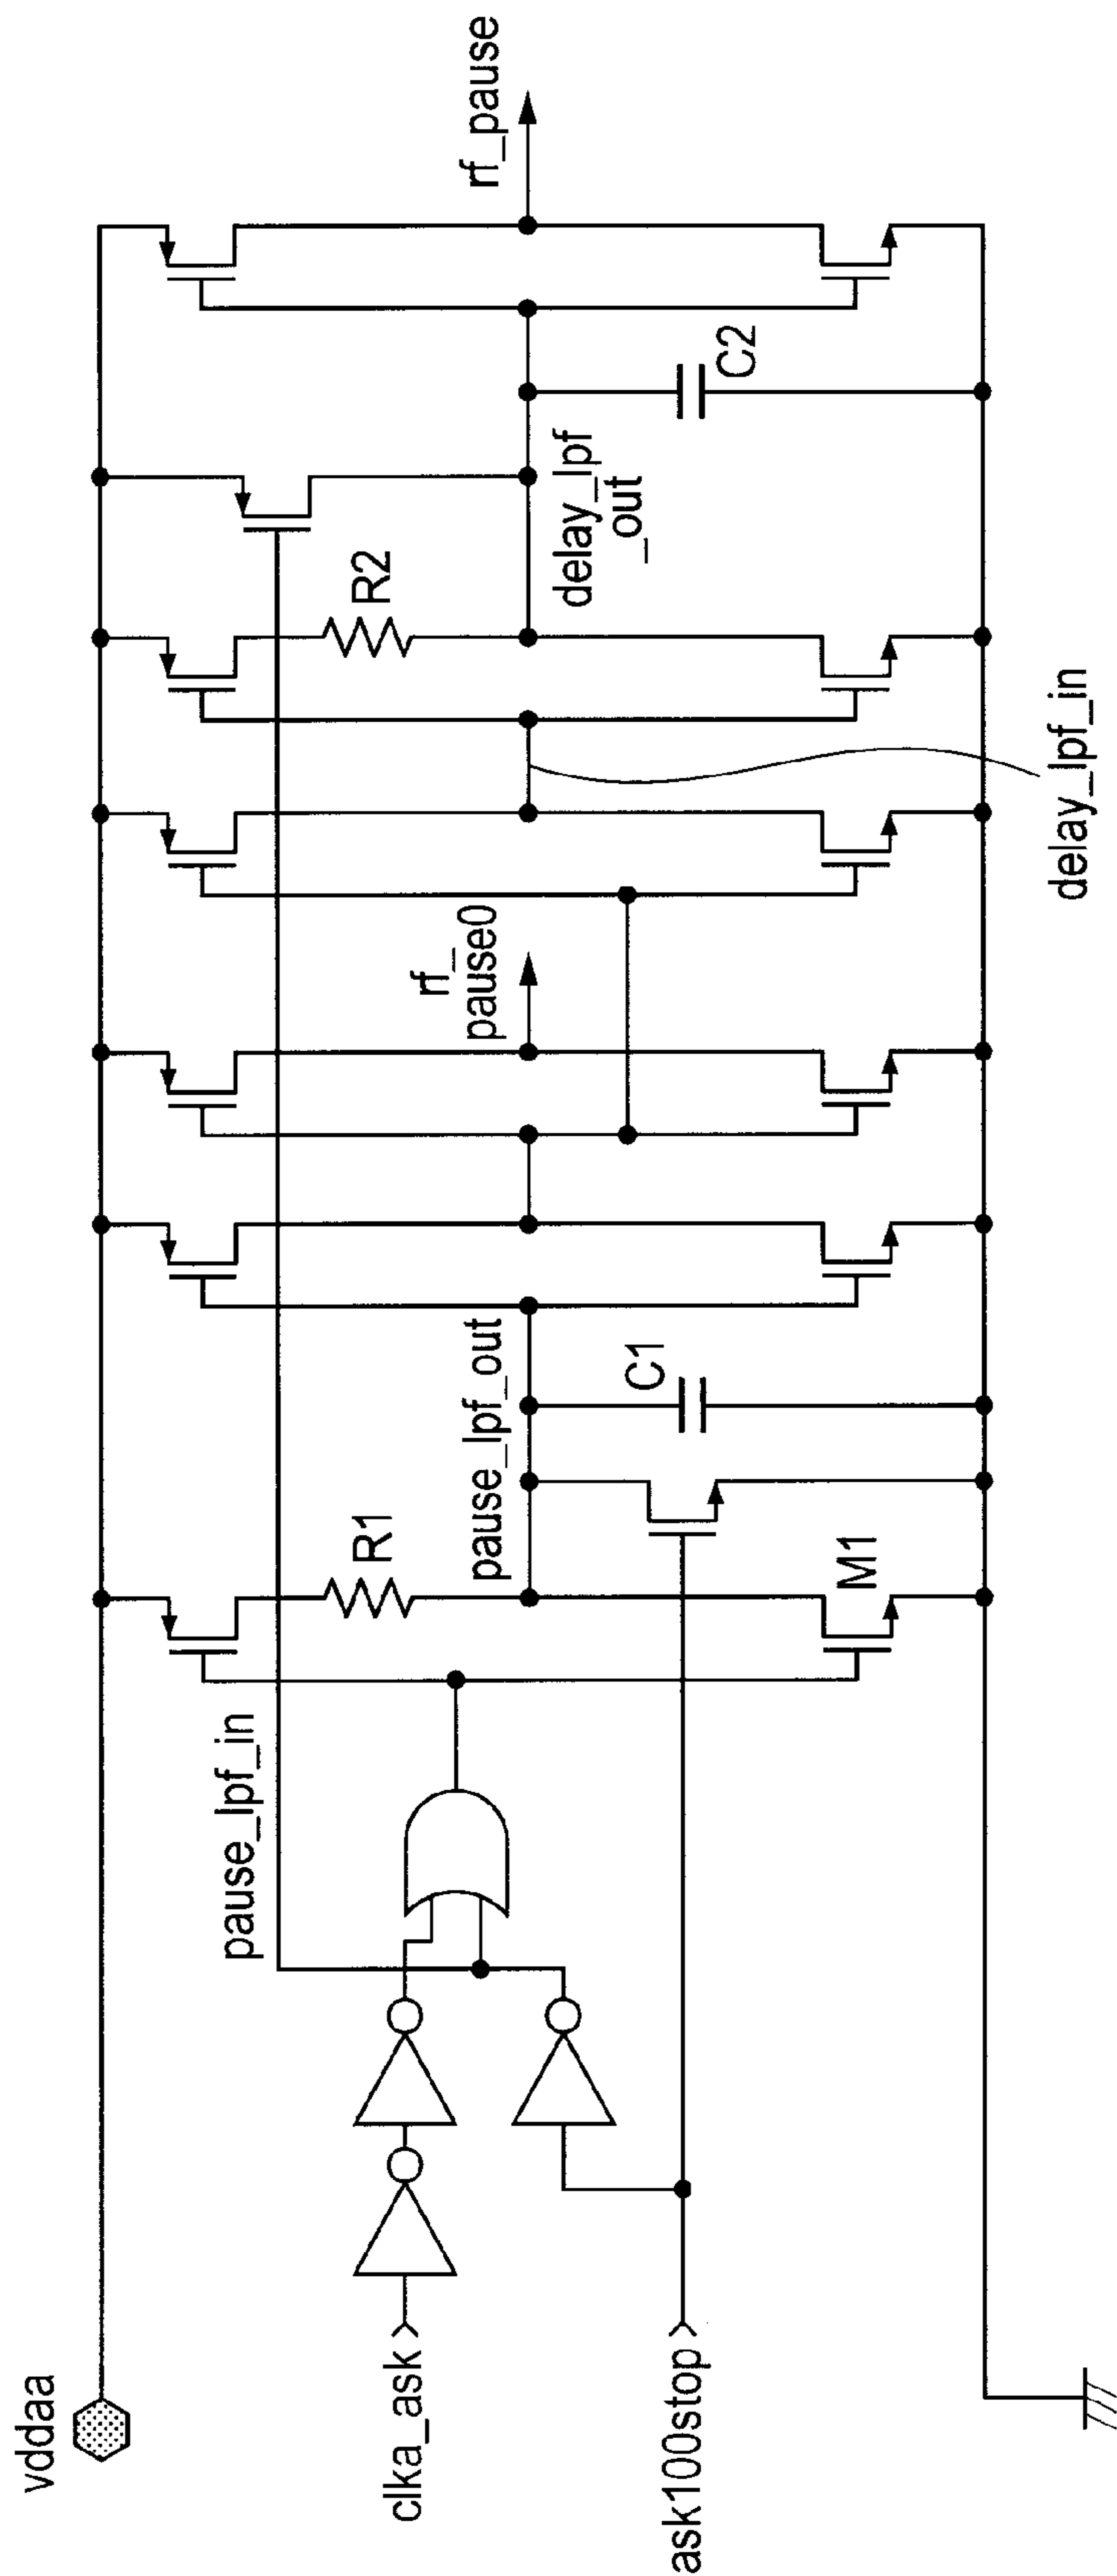 vddaa
clka_ask
ask100stop
pause_lpf_in
R1
M1
pause_lpf_out
C1
rf_
pause0
delay_lpf_in
R2
delay_lpf
_out
C2
rf_pause